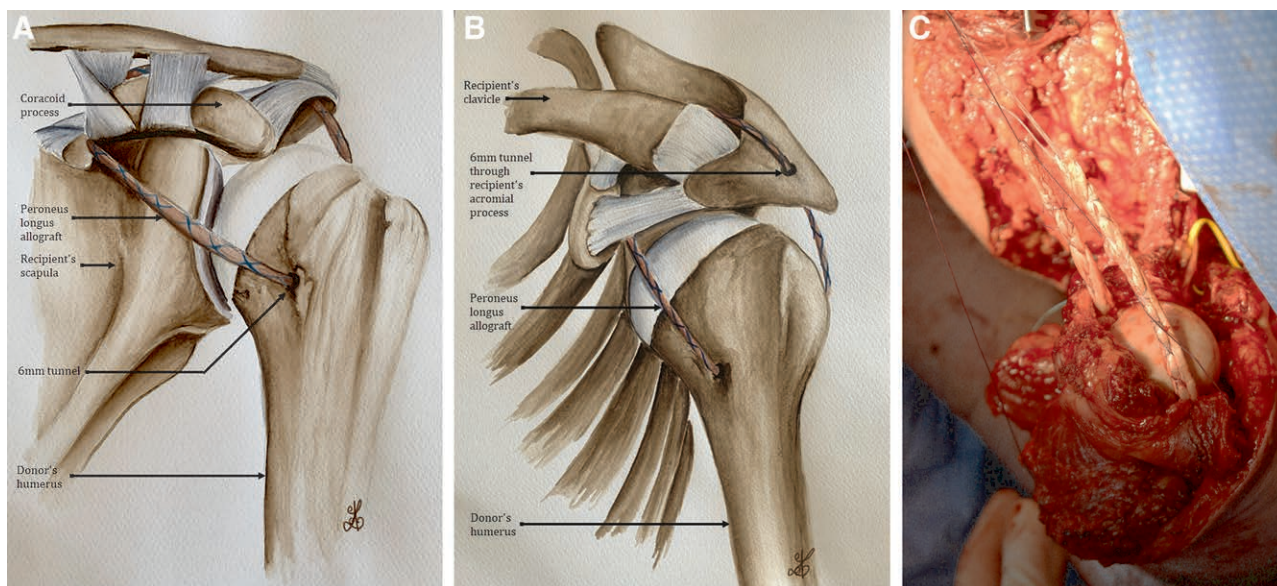 A
Coracoid
process
Peroneus
longus
allograft
Recipient's
scapula
6mm tunnel
Donor's
humerus
B
Recipient's
clavicle
6mm tunnel
through
recipient's
acromial
process
Peroneus
longus
allograft
Donor's
humerus
C